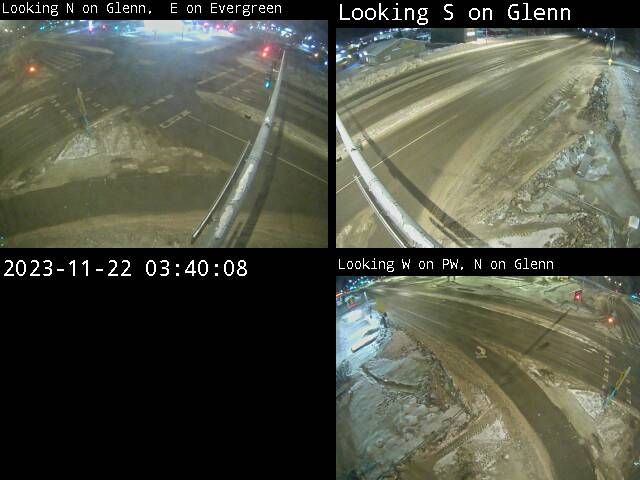 Looking N on Glenn,  E on Evergreen
Looking S on Glenn
2023-11-22 03:40:08
Looking W on PW, N on Glenn